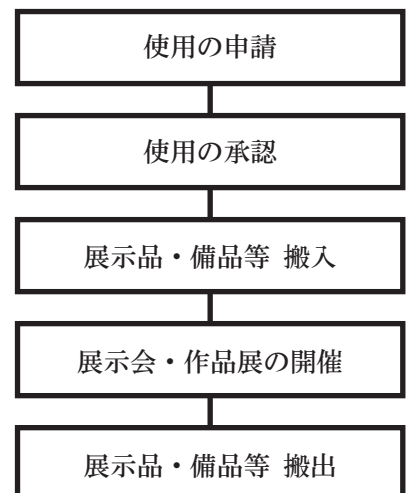 使用の申請
使用の承認
展示品・備品等 搬入
展示会・作品展の開催
展示品・備品等 搬出